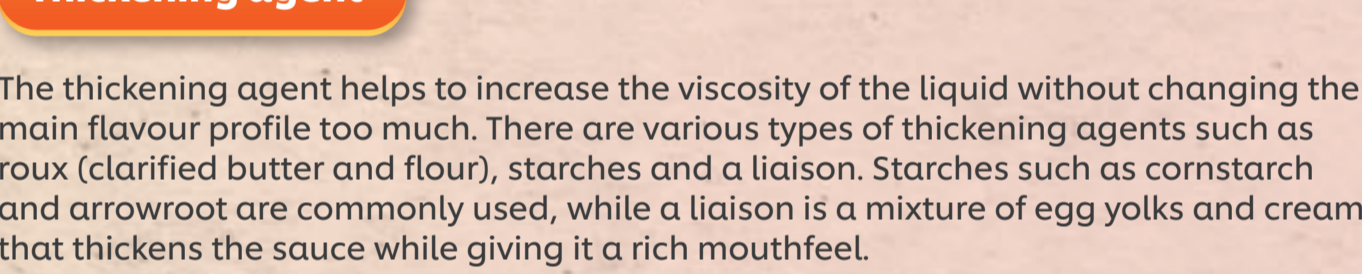 The thickening agent helps to increase the viscosity of the liquid without changing the
main flavour profile too much. There are various types of thickening agents such as
roux (clarified butter and flour), starches and a liaison. Starches such as cornstarch
and arrowroot are commonly used, while a liaison is a mixture of egg yolks and cream
that thickens the sauce while giving it a rich mouthfeel.